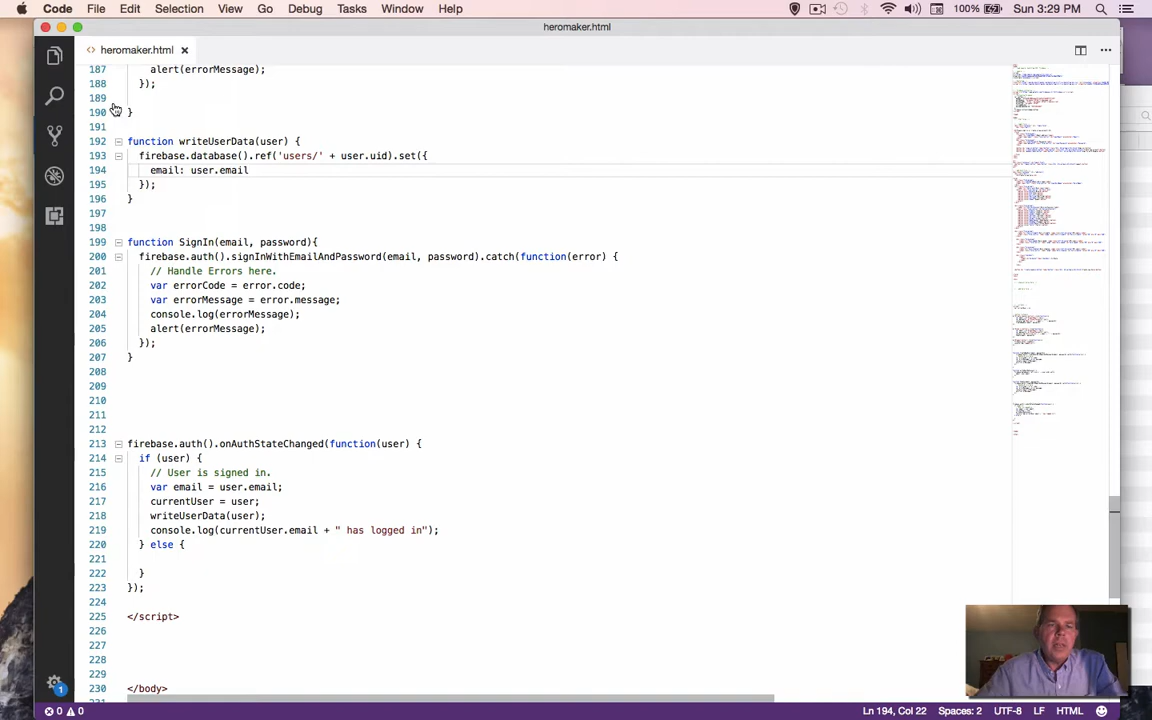 Code File Edit Selection View Go Debug Tasks Window Help 100% Sun 3:29 PM
heromaker.html
<> heromaker.html ×
187 alert(errorMessage);
188 });
189
190 }
191
192 function writeUserData(user) {
193 firebase.database().ref('users/' + user.uid).set({
194 email: user.email
195 });
196 }
197
198
199 function SignIn(email, password){
200 firebase.auth().signInWithEmailAndPassword(email, password).catch(function(error) {
201 // Handle Errors here.
202 var errorCode = error.code;
203 var errorMessage = error.message;
204 console.log(errorMessage);
205 alert(errorMessage);
206 });
207 }
208
209
210
211
212
213 firebase.auth().onAuthStateChanged(function(user) {
214 if (user) {
215 // User is signed in.
216 var email = user.email;
217 currentUser = user;
218 writeUserData(user);
219 console.log(currentUser.email + " has logged in");
220 } else {
221
222 }
223 });
224
225 </script>
226
227
228
229
230 </body>
1
0 0 Ln 194, Col 22 Spaces: 2 UTF-8 LF HTML